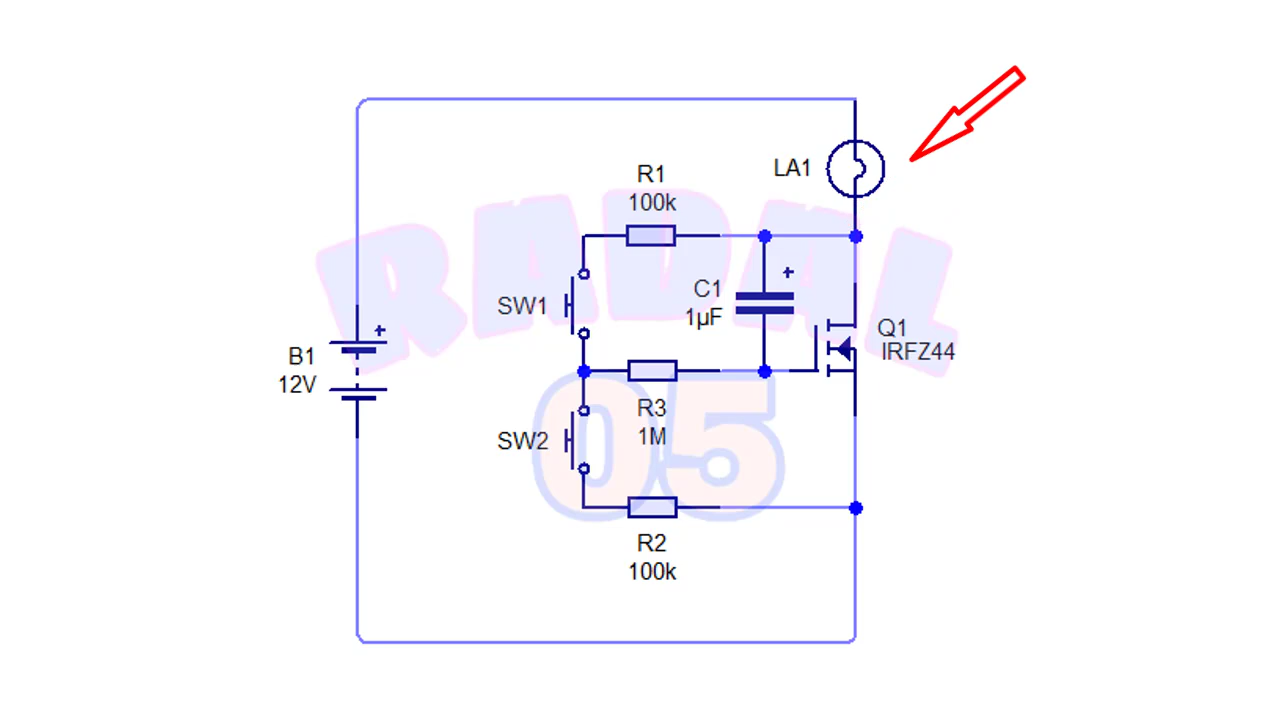 LA1
R1
100k
RADAL
+
C1
1µF
SW1
Q1
IRFZ44
+
B1
12V
R3
1M
05
SW2
R2
100k